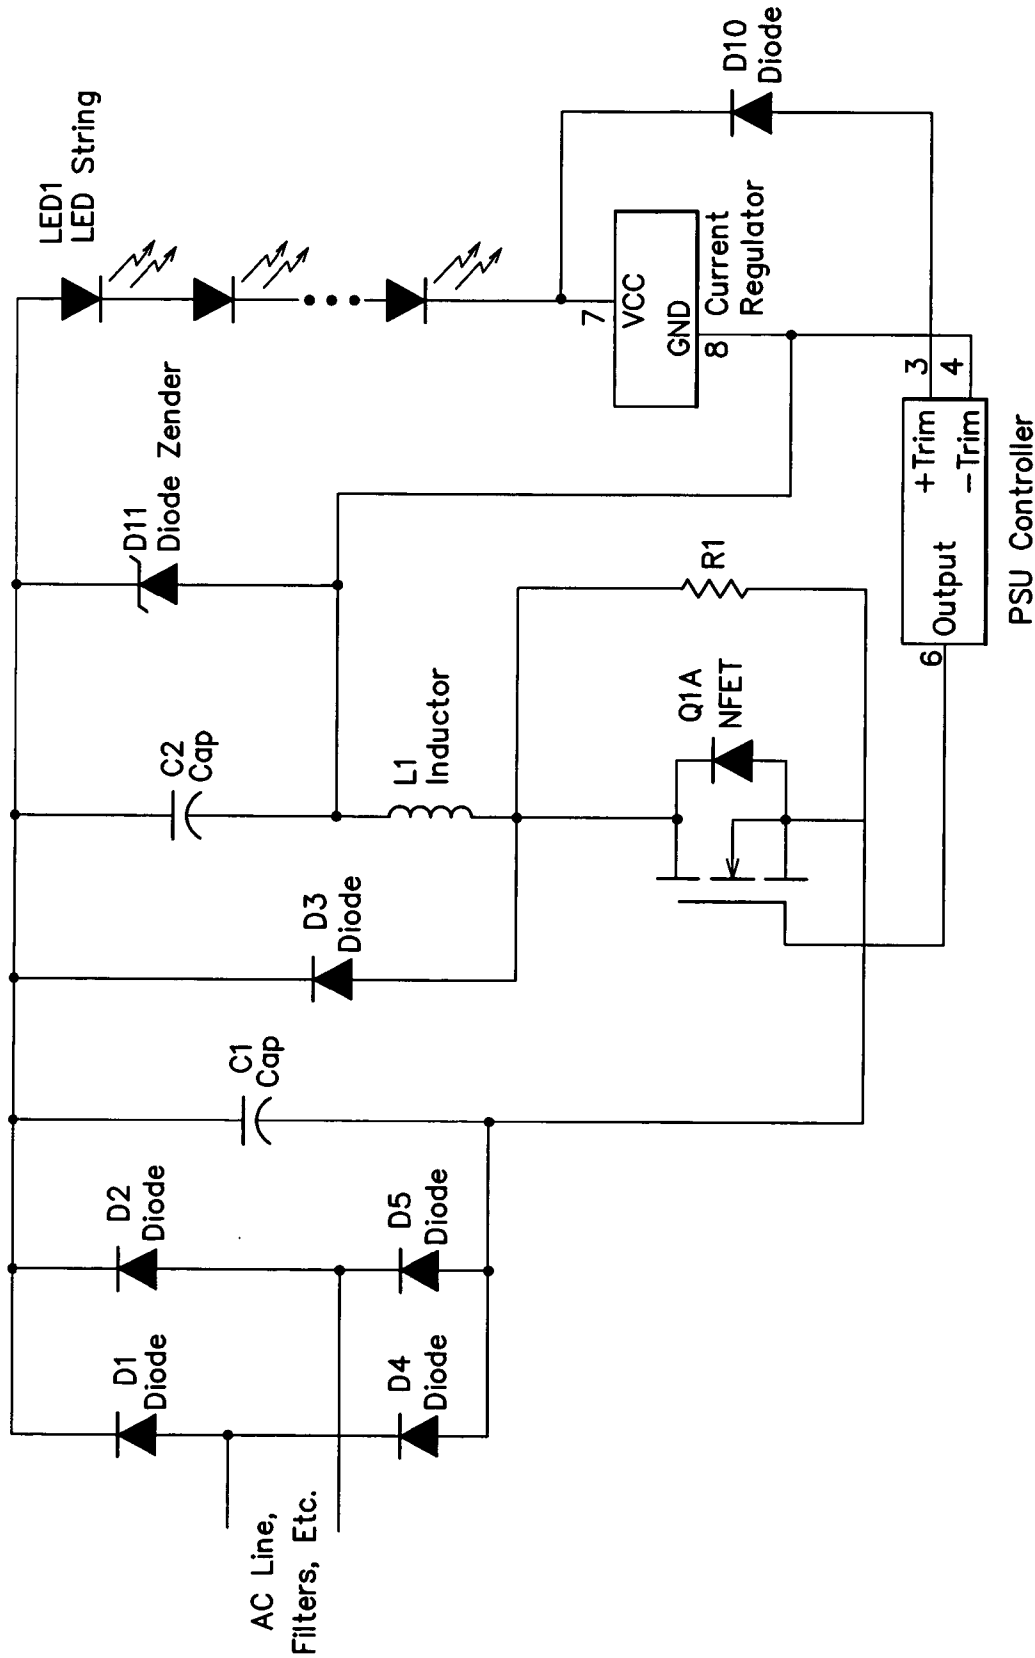 AC Line,
Filters, Etc.
D1
Diode
D2
Diode
D4
Diode
D5
Diode
C1
Cap
D3
Diode
C2
Cap
L1
Inductor
D11
Diode Zender
Q1A
NFET
R1
LED1
LED String
7
VCC
GND
8
Current
Regulator
D10
Diode
6
Output
+Trim
-Trim
3
4
PSU Controller